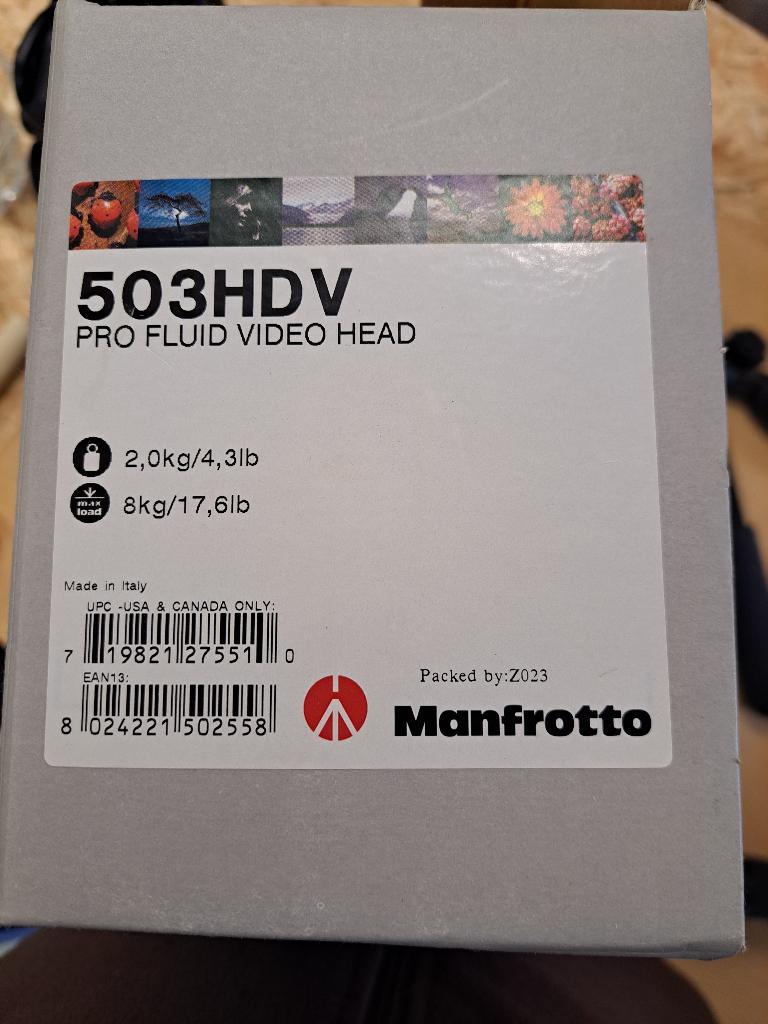 503HDV
PRO FLUID VIDEO HEAD
2,0kg/4,3lb
max
load
8kg/17,6lb
Made in Italy
UPC -USA & CANADA ONLY:
7 19821 27551 0
EAN13:
8 024221 502558
Packed by:Z023
Manfrotto